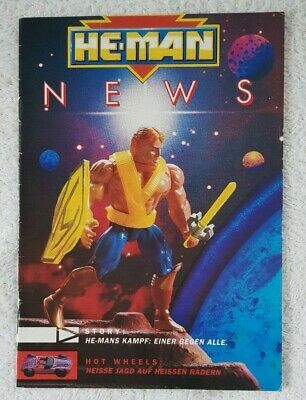 HE-MAN
NEWS
STORY:
HE-MANS KAMPF: EINER GEGEN ALLE.
HOT WHEELS
HEISSE JAGD AUF HEISSEN RÄDERN